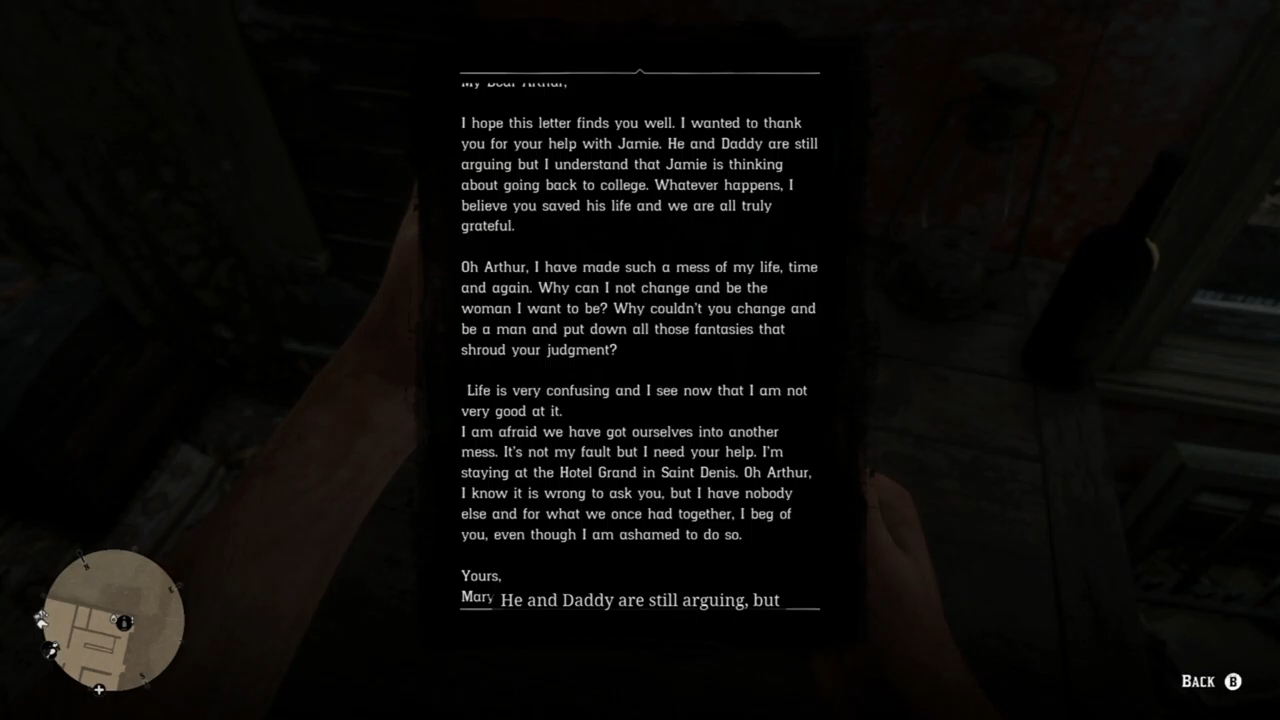 My Dear Arthur,
I hope this letter finds you well. I wanted to thank
you for your help with Jamie. He and Daddy are still
arguing but I understand that Jamie is thinking
about going back to college. Whatever happens, I
believe you saved his life and we are all truly
grateful.
Oh Arthur, I have made such a mess of my life, time
and again. Why can I not change and be the
woman I want to be? Why couldn't you change and
be a man and put down all those fantasies that
shroud your judgment?
Life is very confusing and I see now that I am not
very good at it.
I am afraid we have got ourselves into another
mess. It's not my fault but I need your help. I'm
staying at the Hotel Grand in Saint Denis. Oh Arthur,
I know it is wrong to ask you, but I have nobody
else and for what we once had together, I beg of
you, even though I am ashamed to do so.
Yours,
Mary
He and Daddy are still arguing, but
BACK B